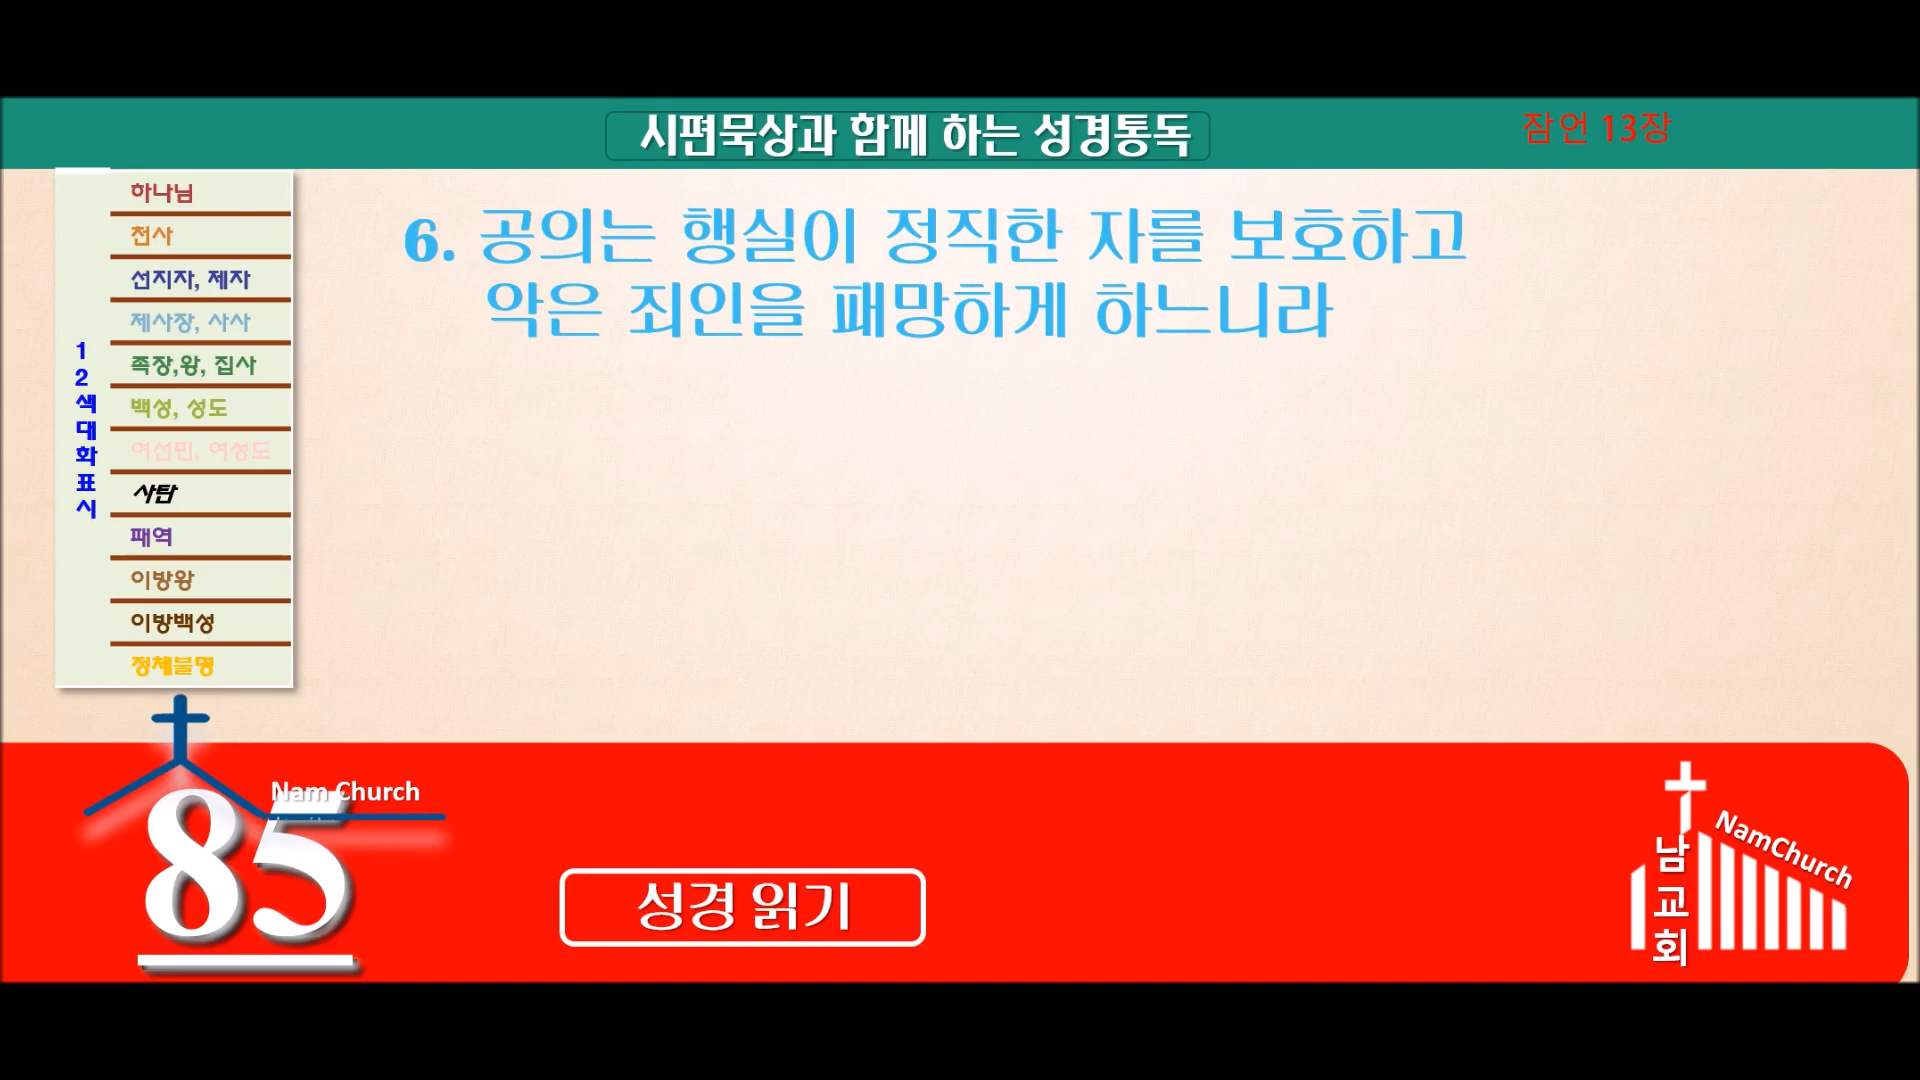 시편묵상과 함께 하는 성경통독
잠언 13장
12색대화표시
하나님
천사
선지자, 제자
제사장, 사사
족장,왕, 집사
백성, 성도
여선민, 여성도
사탄
패역
이방왕
이방백성
정체불명
6. 공의는 행실이 정직한 자를 보호하고
악은 죄인을 패망하게 하느니라
Nam Church
85
성경 읽기
NamChurch
남교회